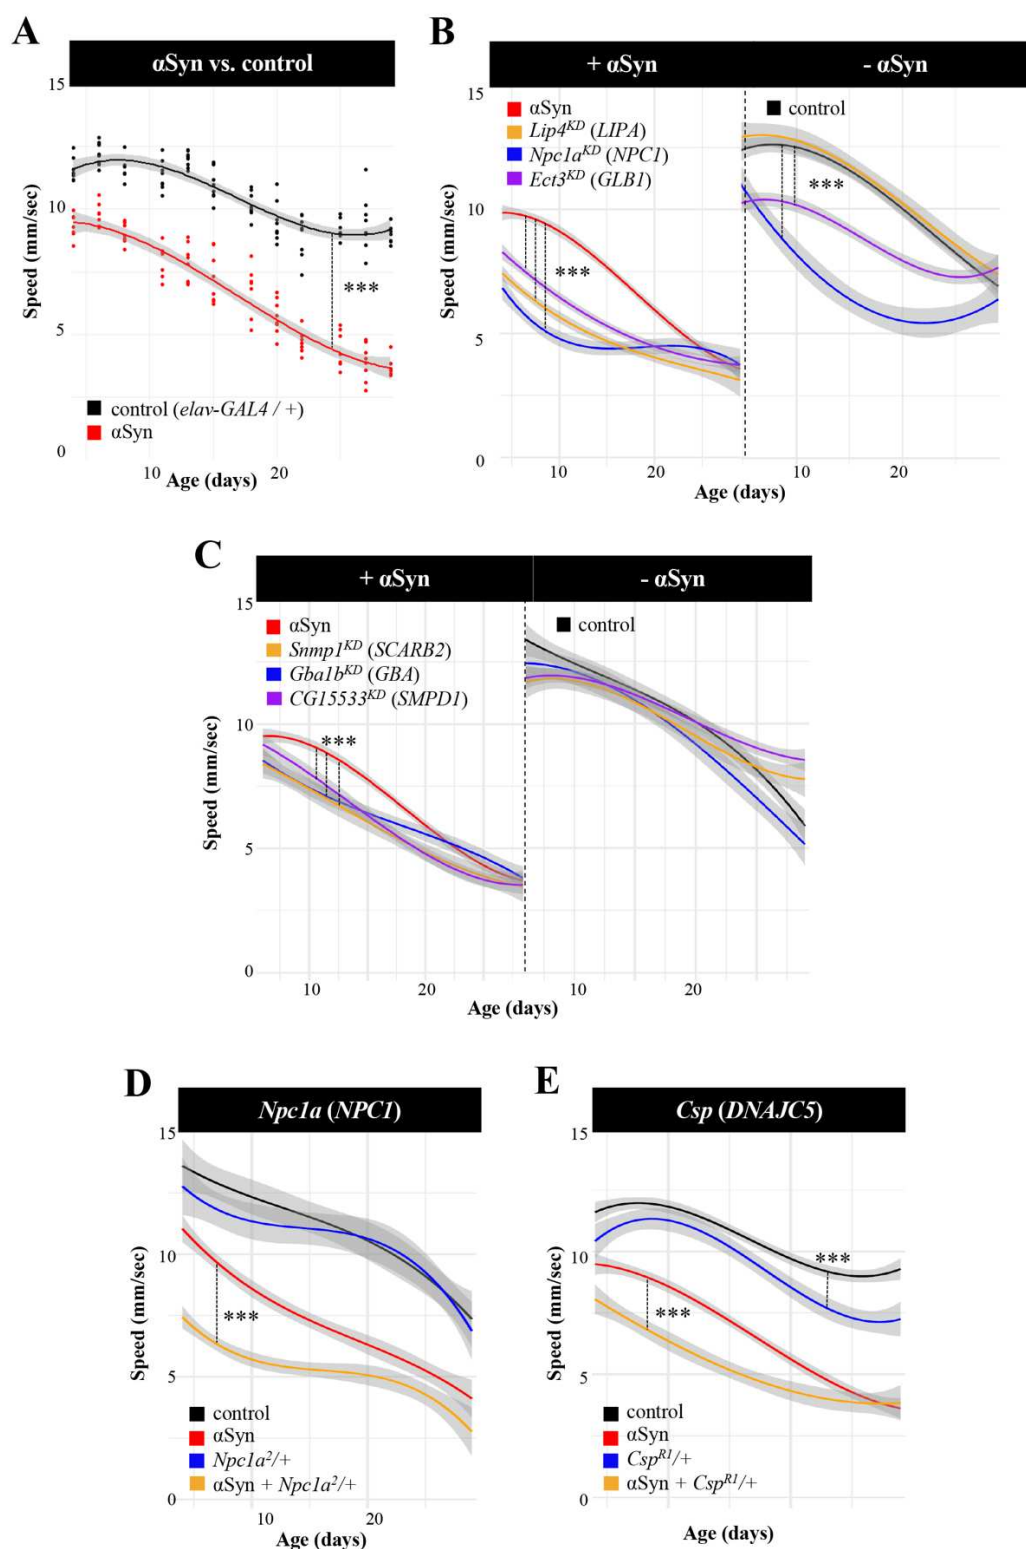 A
αSyn vs. control
15
10
5
0
Speed (mm/sec)
***
control (elav-GAL4 / +)
αSyn
10
20
Age (days)
B
+ αSyn
- αSyn
15
10
5
0
Speed (mm/sec)
αSyn
Lip4ᴷᴰ (LIPA)
Npc1aᴷᴰ (NPC1)
Ect3ᴷᴰ (GLB1)
control
***
***
10
20
10
20
Age (days)
C
+ αSyn
- αSyn
15
10
5
0
Speed (mm/sec)
αSyn
Snmp1ᴷᴰ (SCARB2)
Gba1bᴷᴰ (GBA)
CG15533ᴷᴰ (SMPD1)
control
***
10
20
10
20
Age (days)
D
Npc1a (NPC1)
15
10
5
0
Speed (mm/sec)
***
control
αSyn
Npc1a²/+
αSyn + Npc1a²/+
10
20
Age (days)
E
Csp (DNAJC5)
15
10
5
0
Speed (mm/sec)
***
***
control
αSyn
Cspᴿ¹/+
αSyn + Cspᴿ¹/+
Age (days)